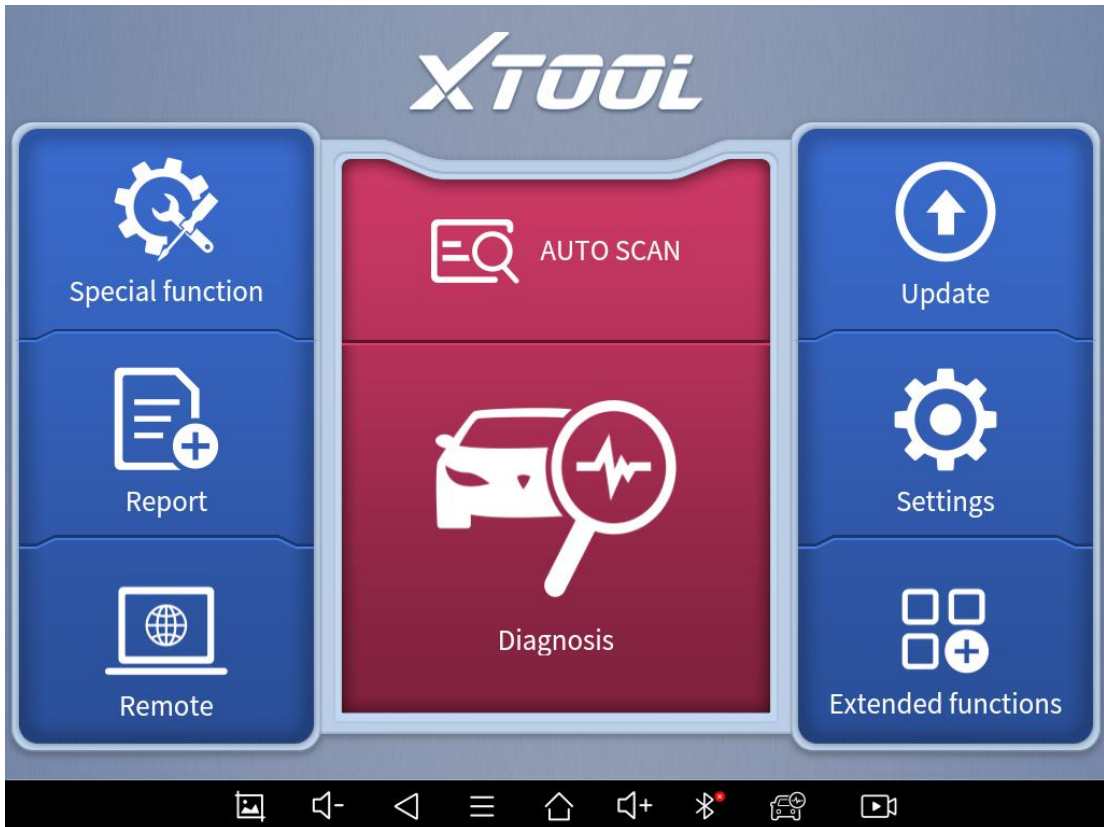 XTOOL
Special function
AUTO SCAN
Update
Report
Diagnosis
Settings
Remote
Extended functions